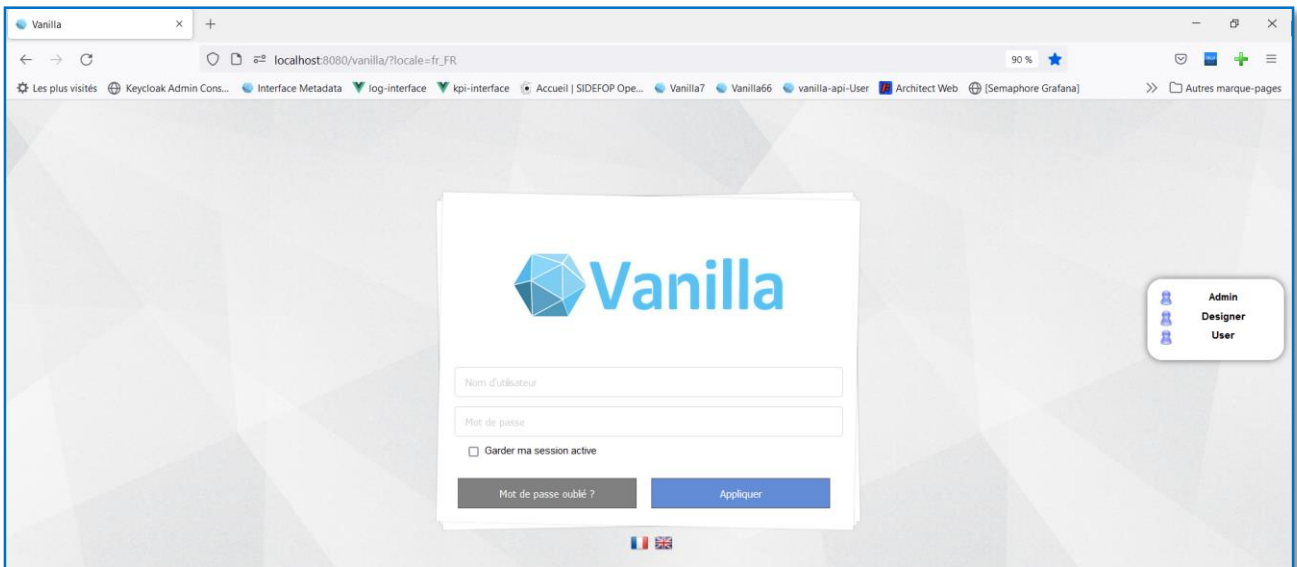 Vanilla
localhost:8080/vanilla/?locale=fr_FR
90 %
Les plus visités Keycloak Admin Cons... Interface Metadata log-interface kpi-interface Accueil | SIDEFOP Ope... Vanilla7 Vanilla66 vanilla-api-User Architect Web [Semaphore Grafana] Autres marque-pages
Vanilla
Admin
Designer
User
Nom d'utilisateur
Mot de passe
Garder ma session active
Mot de passe oublé ? Appliquer